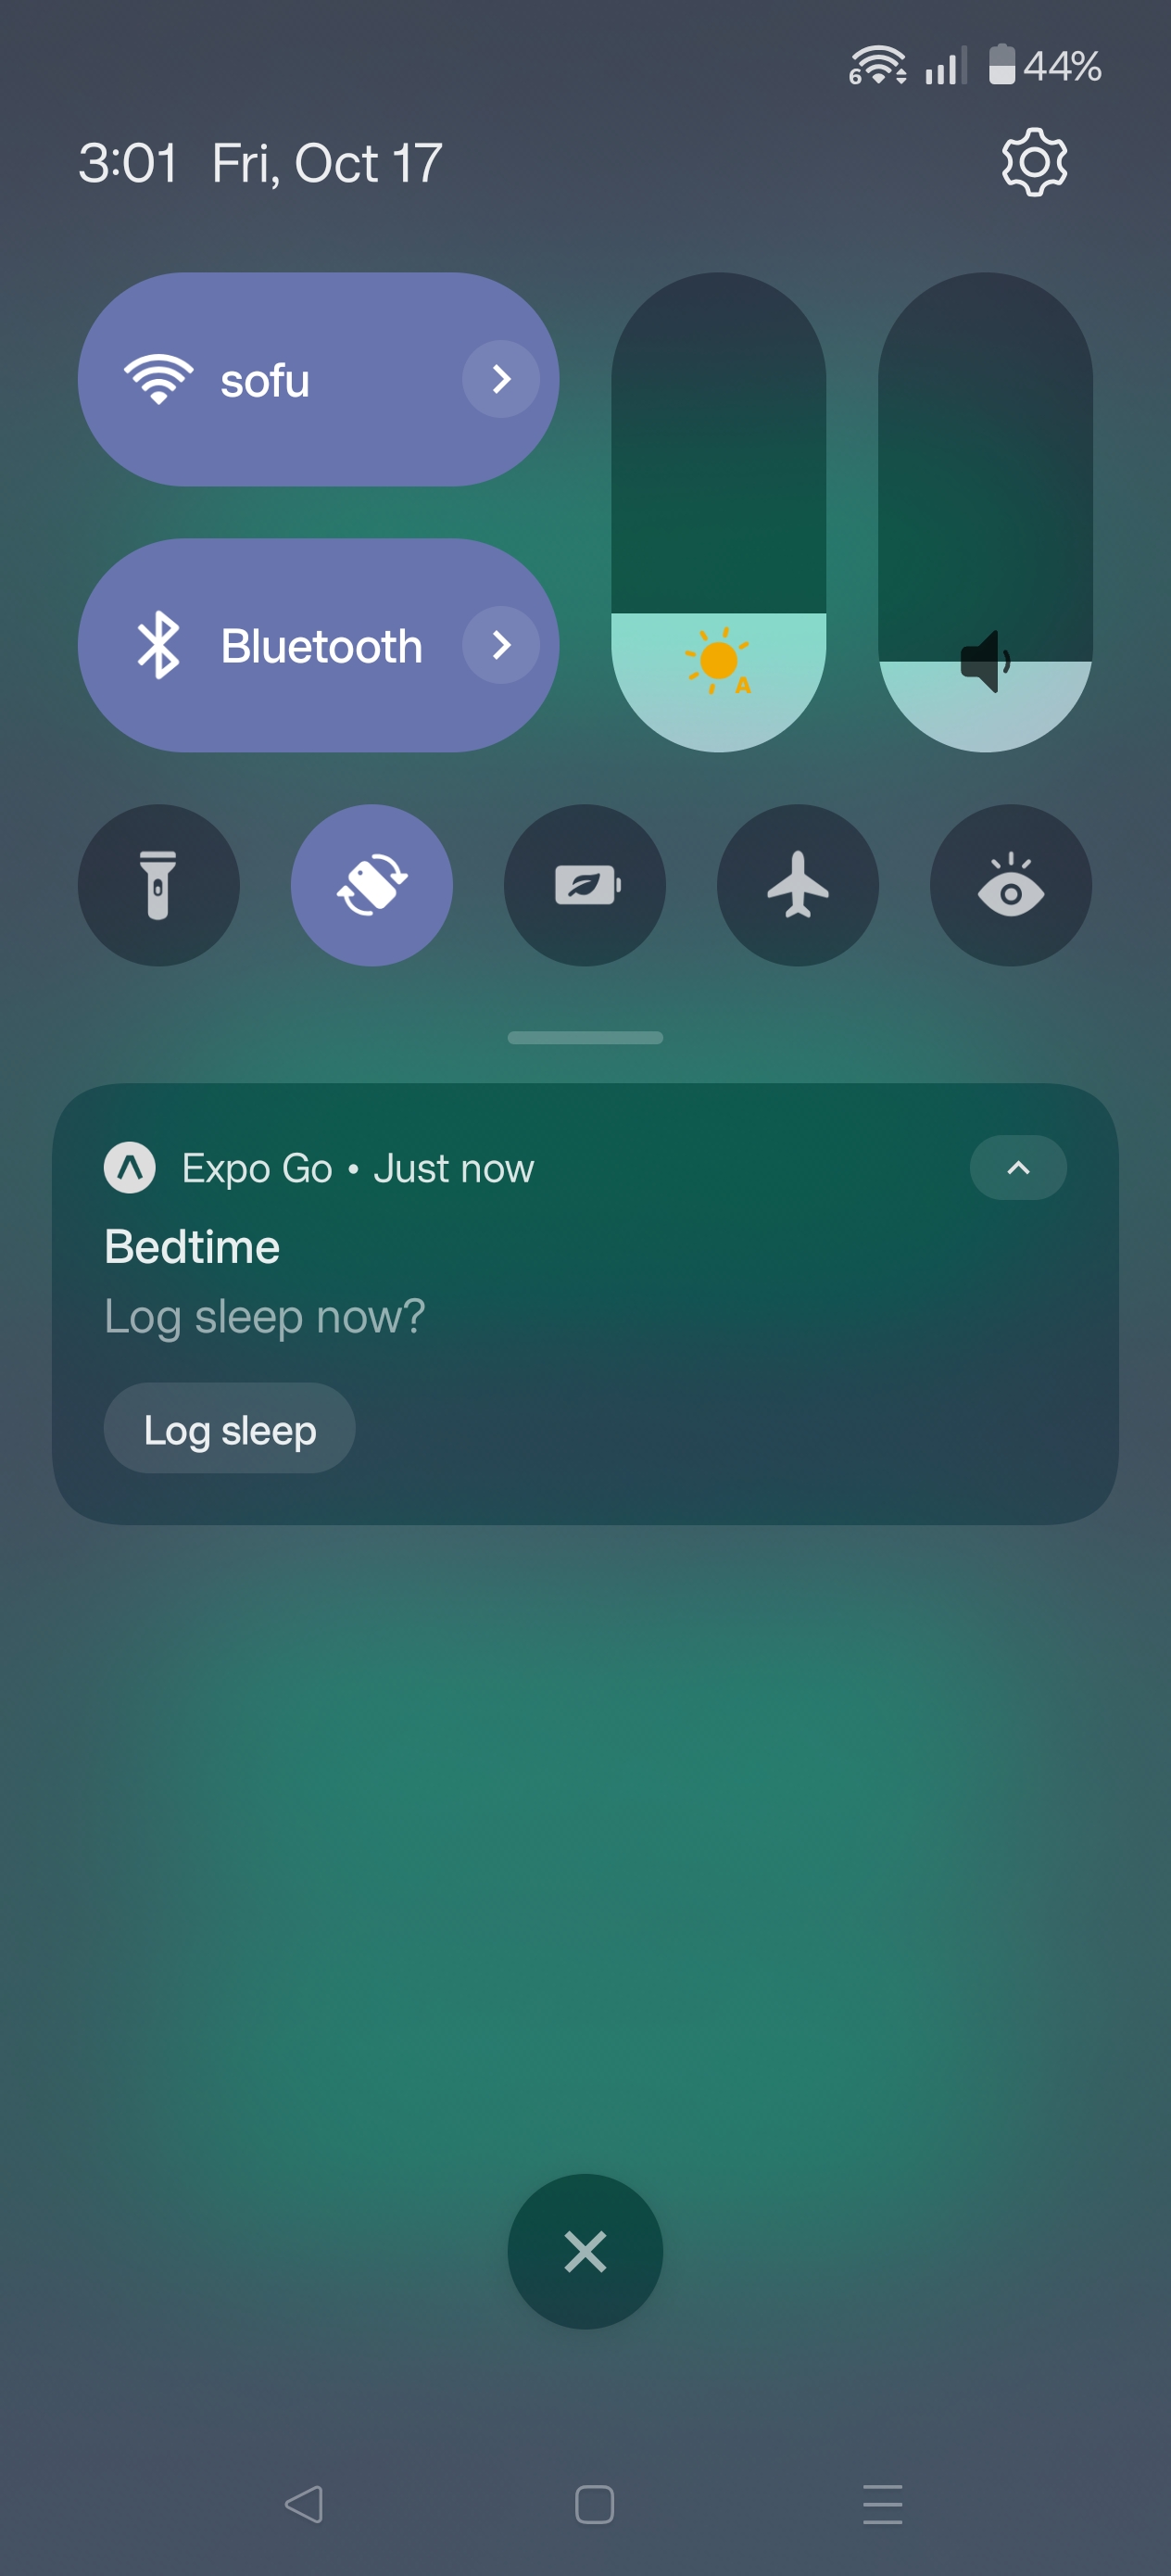 6 44%
3:01 Fri, Oct 17
sofu
Bluetooth
A
Expo Go • Just now
Bedtime
Log sleep now?
Log sleep